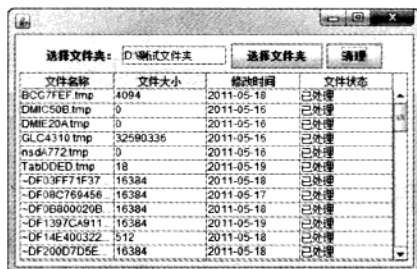 选择文件夹： D:\测试文件夹 选择文件夹 清理
文件名称 文件大小 修改时间 文件状态
BCC7FEF.tmp 4094 2011-05-18 已处理
DMIC50B.tmp 0 2011-05-16 已处理
DMIE20A.tmp 0 2011-05-16 已处理
GLC4310.tmp 32590336 2011-05-16 已处理
nsdA772.tmp 0 2011-05-16 已处理
TabDDED.tmp 18 2011-05-19 已处理
~DF03FF71F37... 16384 2011-05-18 已处理
~DF08C769456... 16384 2011-05-17 已处理
~DF0B800020B... 16384 2011-05-18 已处理
~DF1397CA911... 16384 2011-05-19 已处理
~DF14E400322... 512 2011-05-18 已处理
~DF200D7D5E... 16384 2011-05-18 已处理